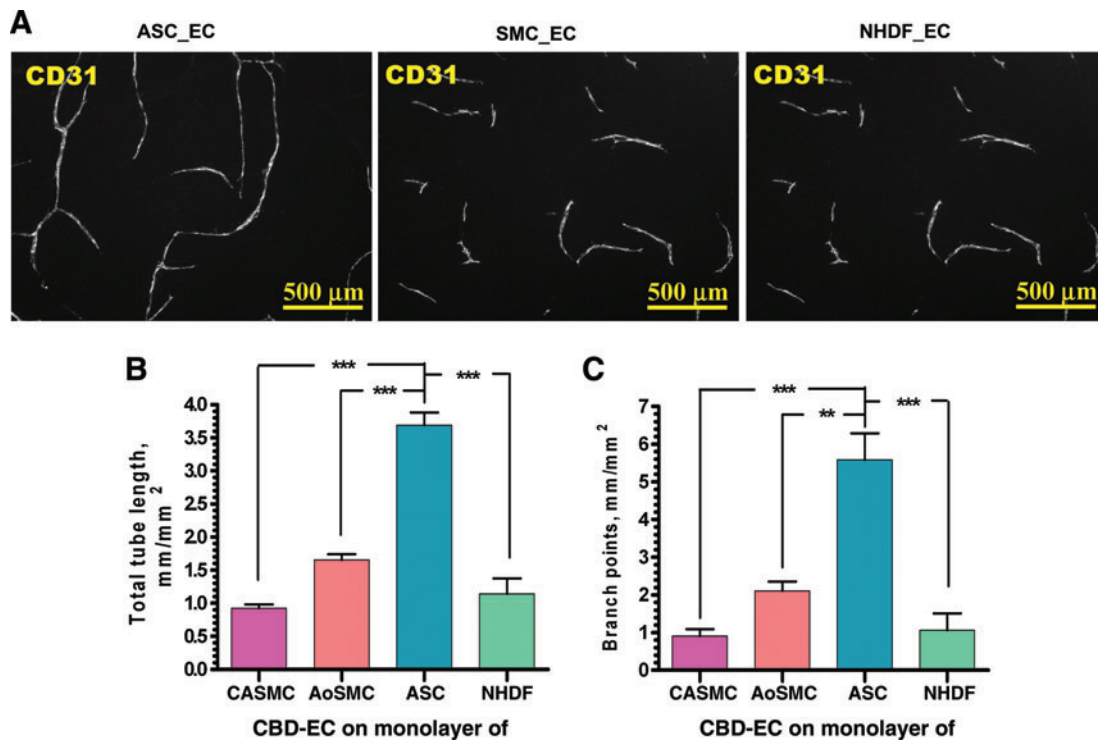 A
ASC_EC
SMC_EC
NHDF_EC
CD31
CD31
CD31
500 µm
500 µm
500 µm
B
Total tube length,
mm/mm²
4.0
3.5
3.0
2.5
2.0
1.5
1.0
0.5
0.0
***
***
***
CASMC
AoSMC
ASC
NHDF
CBD-EC on monolayer of
C
Branch points, mm/mm²
7
6
5
4
3
2
1
0
***
**
***
CASMC
AoSMC
ASC
NHDF
CBD-EC on monolayer of